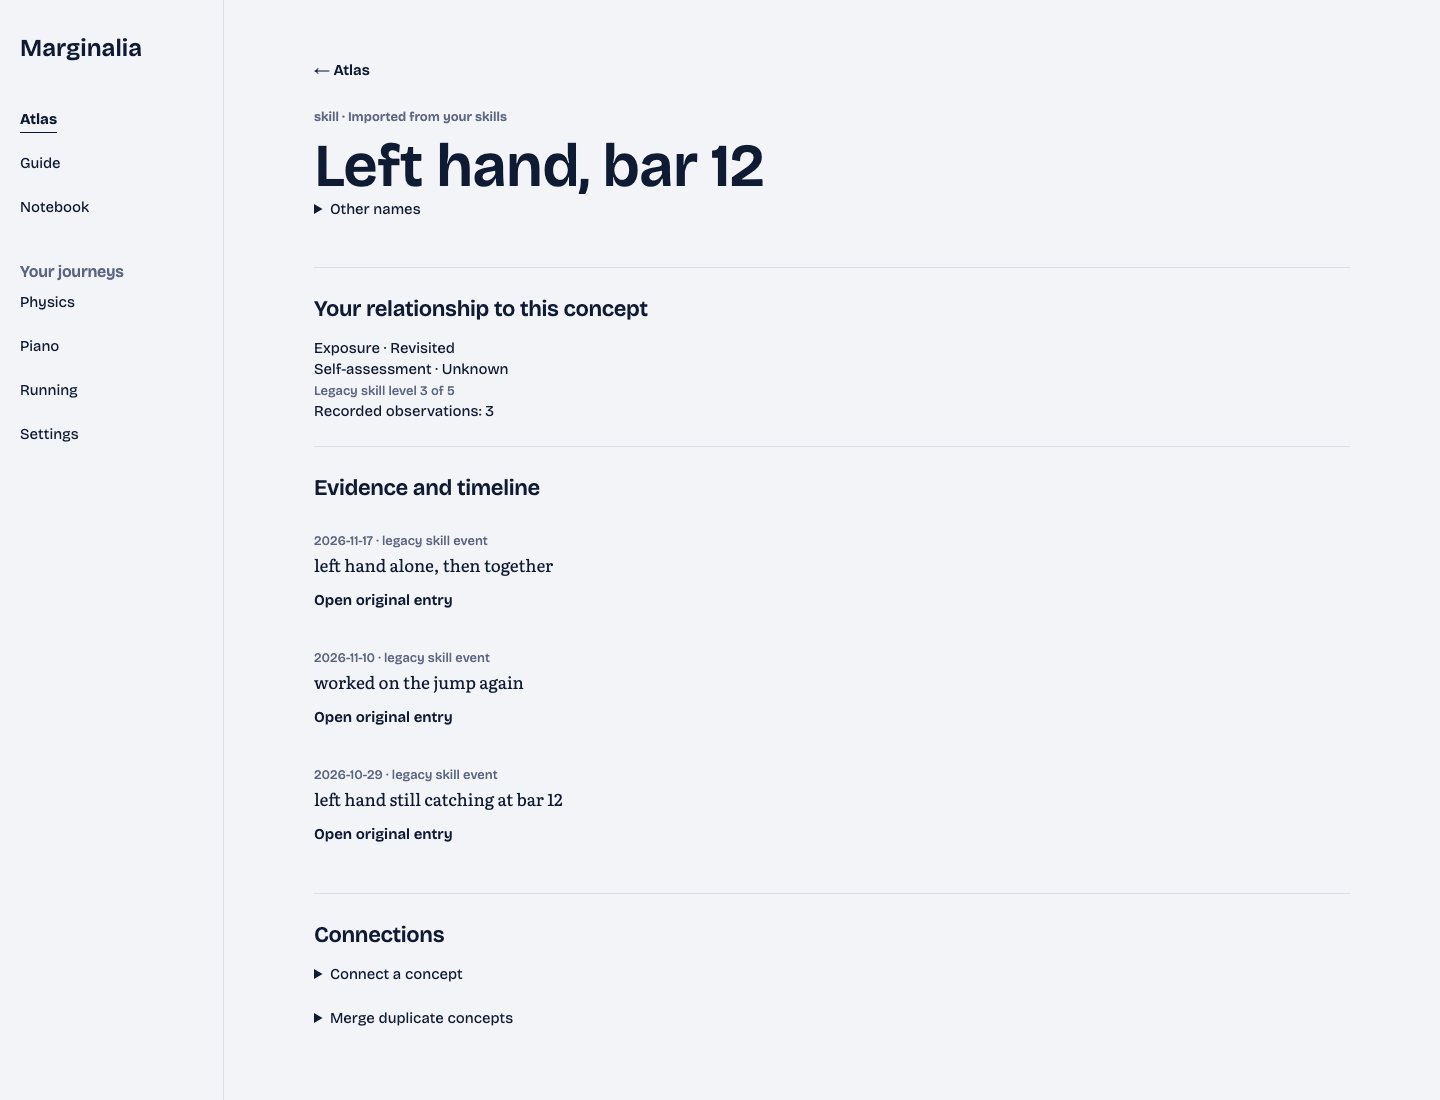 Marginalia
Atlas
Guide
Notebook
Your journeys
Physics
Piano
Running
Settings
← Atlas
skill · Imported from your skills
Left hand, bar 12
▶ Other names
Your relationship to this concept
Exposure · Revisited
Self-assessment · Unknown
Legacy skill level 3 of 5
Recorded observations: 3
Evidence and timeline
2026-11-17 · legacy skill event
left hand alone, then together
Open original entry
2026-11-10 · legacy skill event
worked on the jump again
Open original entry
2026-10-29 · legacy skill event
left hand still catching at bar 12
Open original entry
Connections
▶ Connect a concept
▶ Merge duplicate concepts